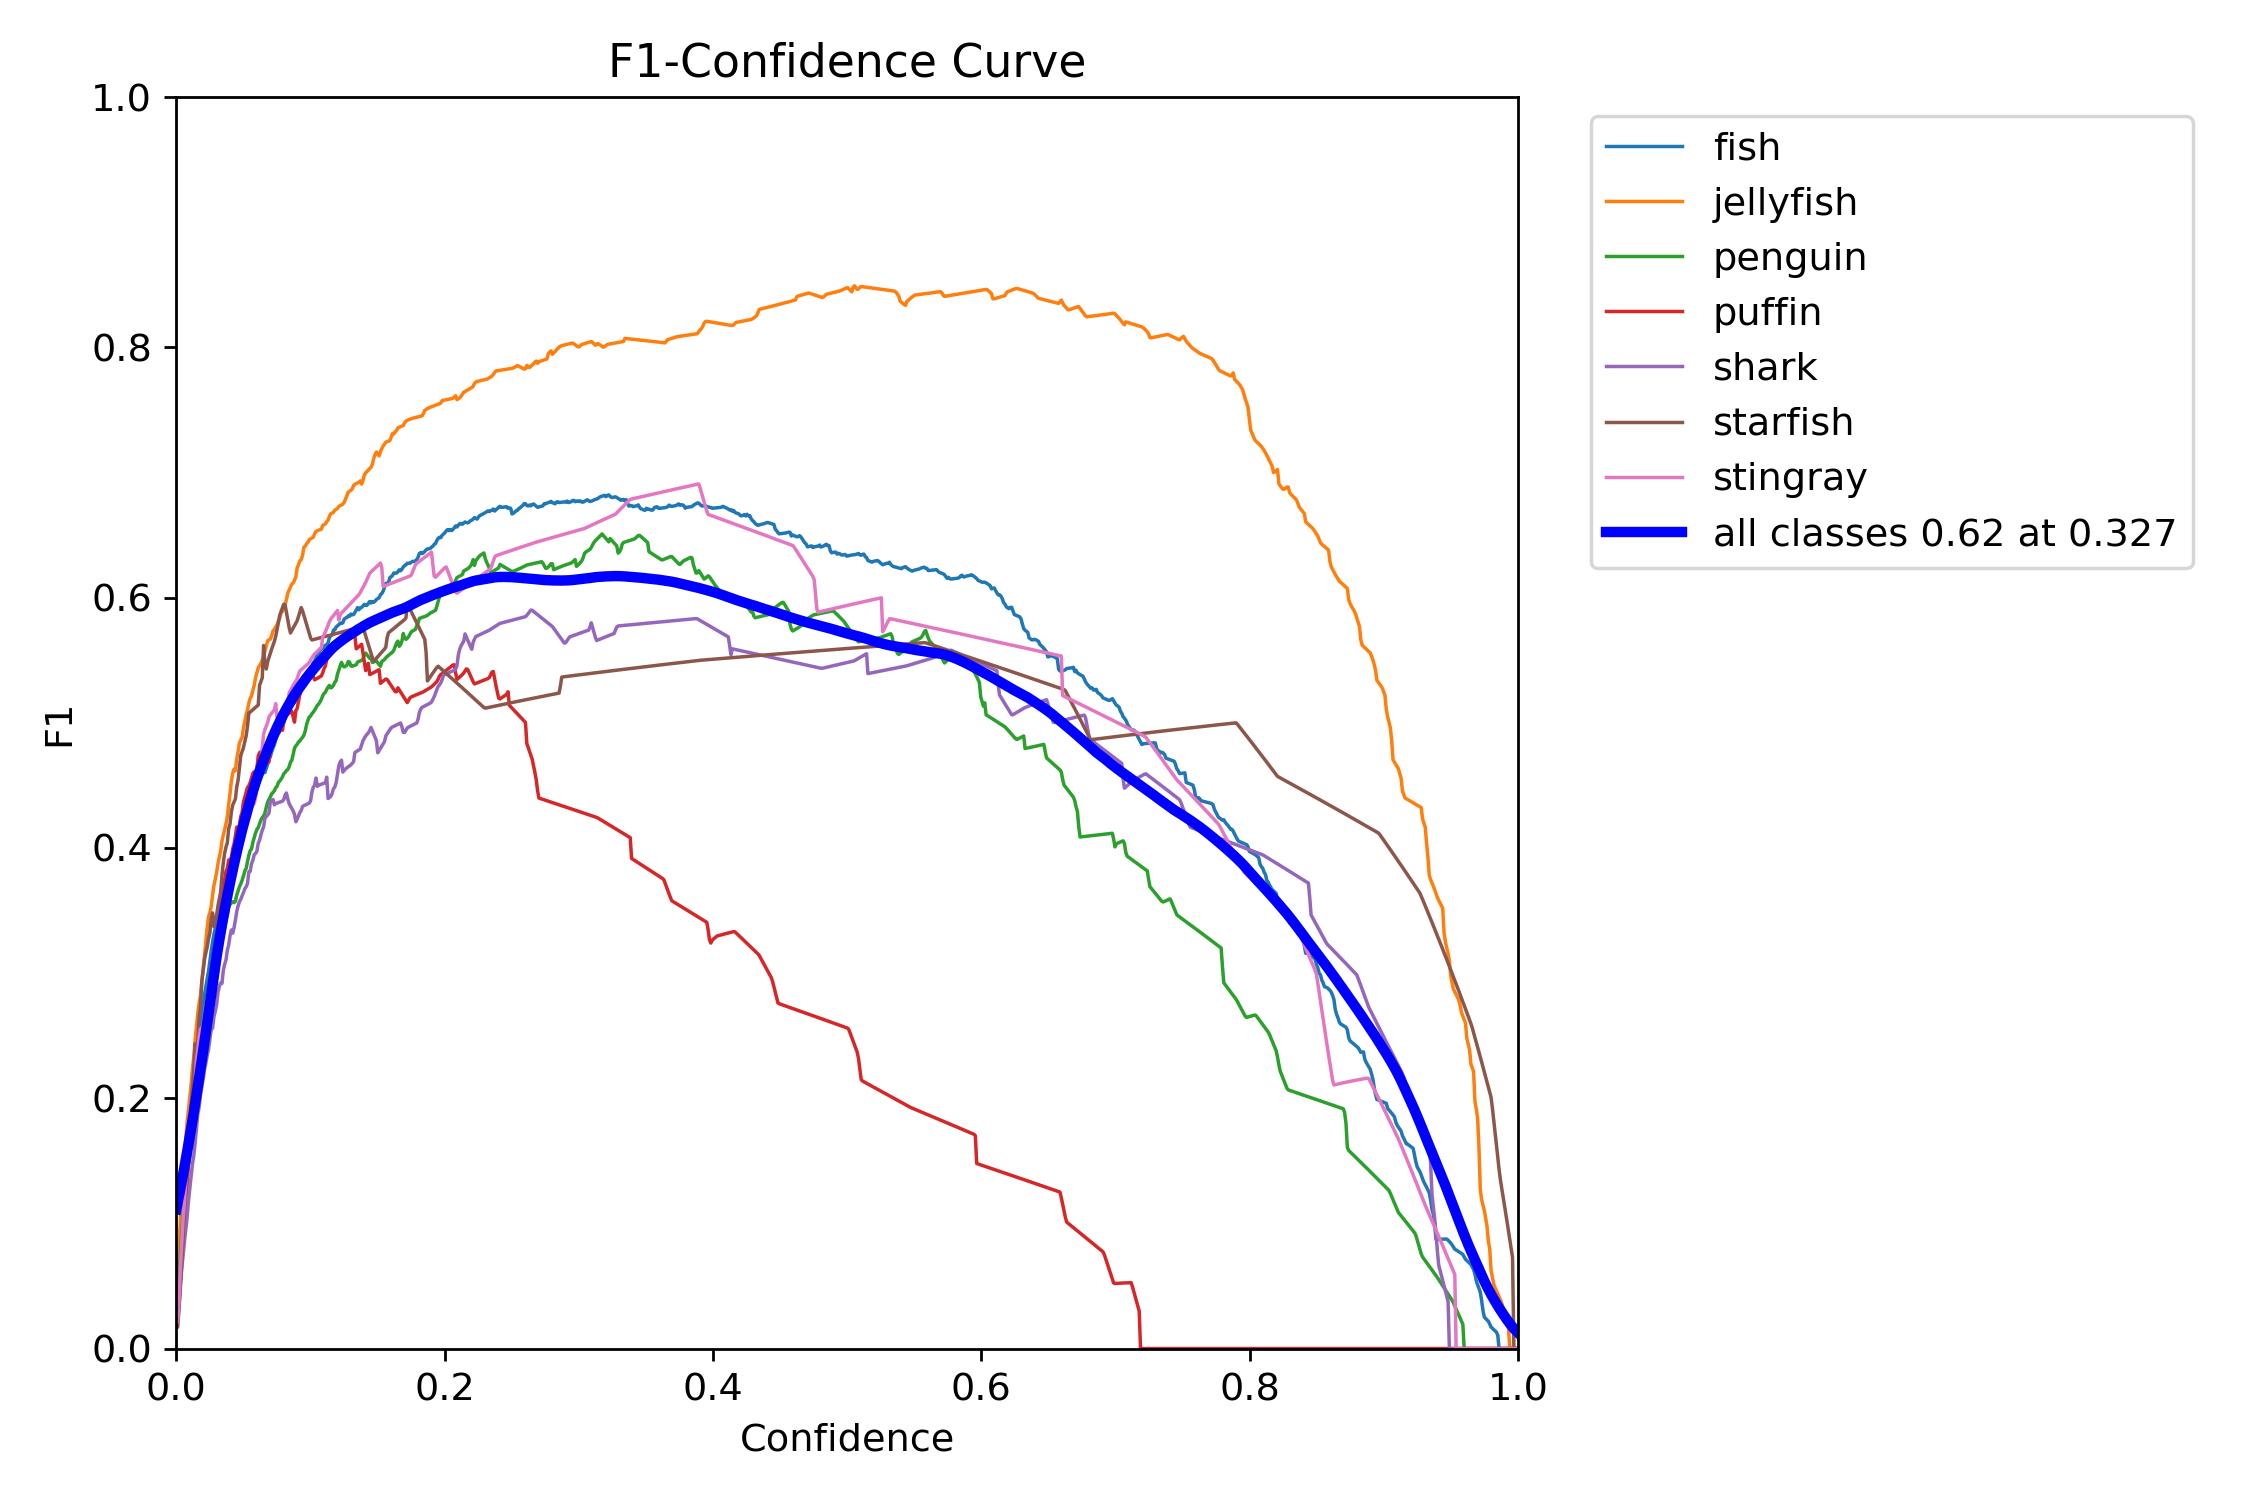 F1-Confidence Curve
1.0
0.8
0.6
0.4
0.2
0.0
F1
0.0 0.2 0.4 0.6 0.8 1.0
Confidence
fish
jellyfish
penguin
puffin
shark
starfish
stingray
all classes 0.62 at 0.327